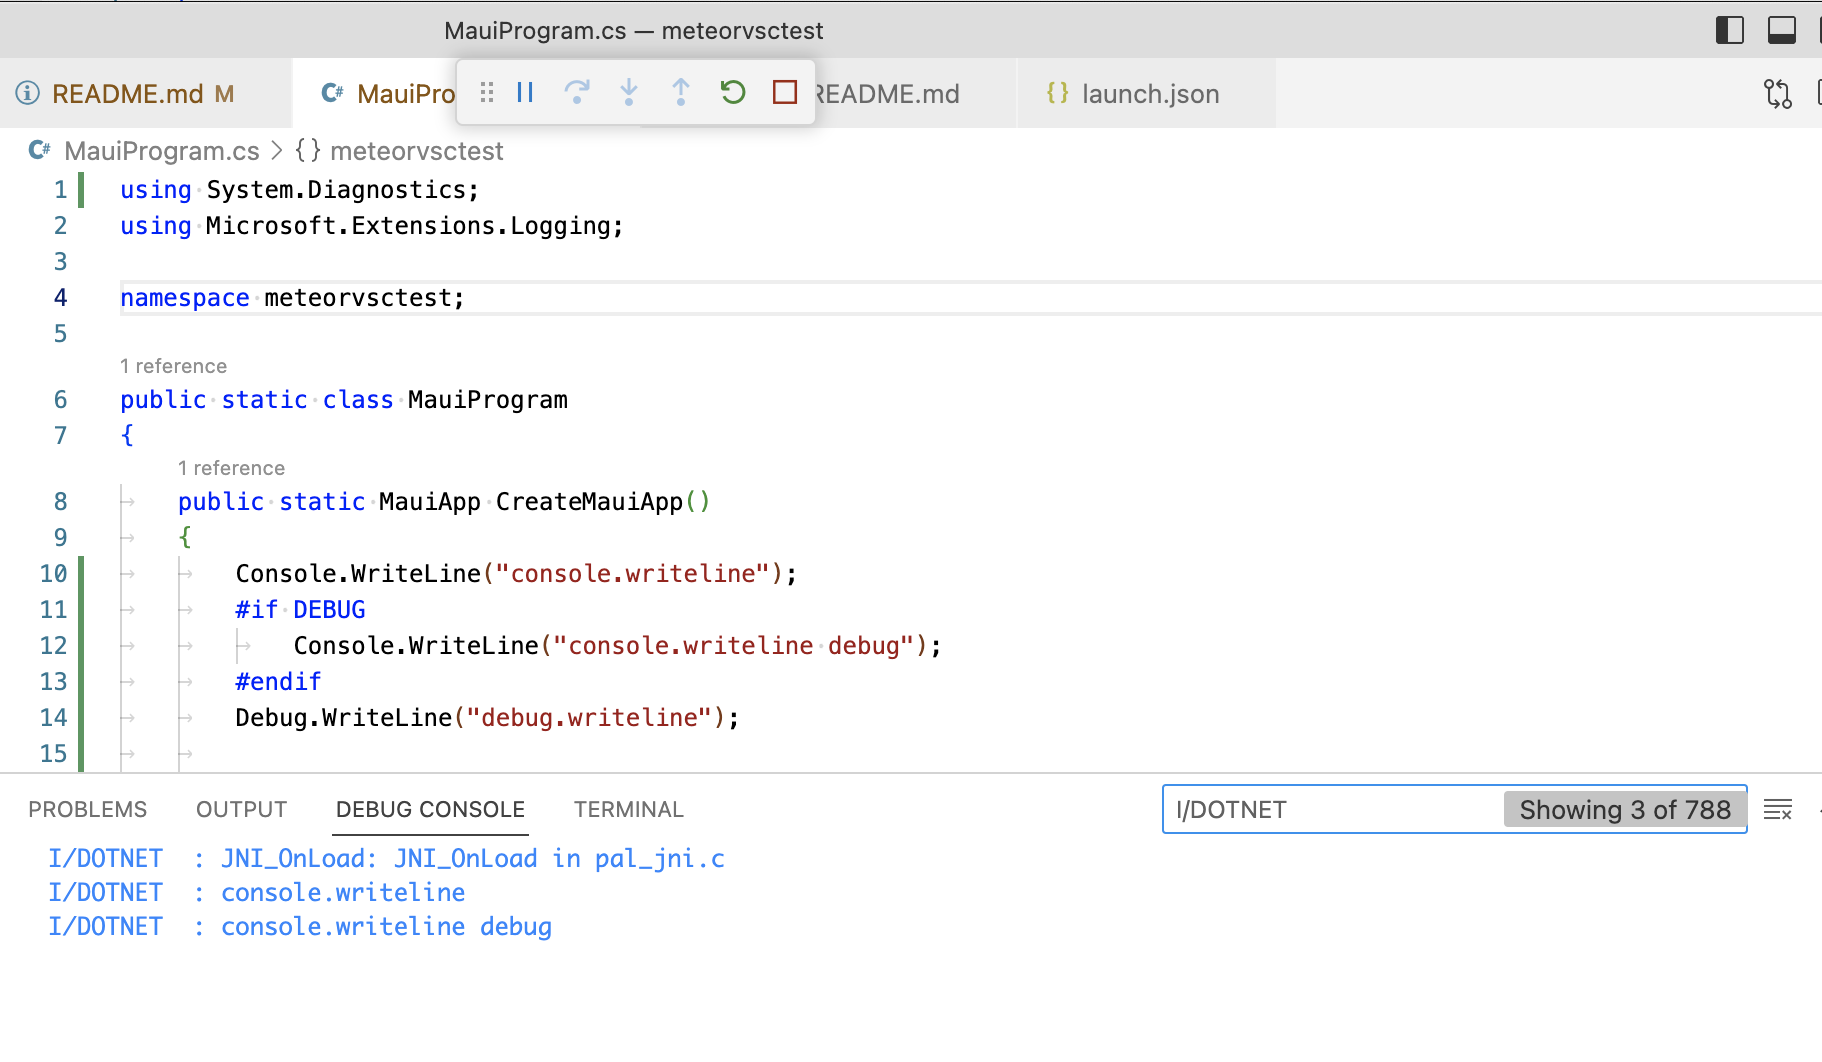 MauiProgram.cs — meteorvsctest
README.md M
C# MauiPro
README.md
{} launch.json
C# MauiProgram.cs > {} meteorvsctest
1 using System.Diagnostics;
2 using Microsoft.Extensions.Logging;
3
4 namespace meteorvsctest;
5
1 reference
6 public static class MauiProgram
7 {
1 reference
8 public static MauiApp CreateMauiApp()
9 {
10 Console.WriteLine("console.writeline");
11 #if DEBUG
12 Console.WriteLine("console.writeline debug");
13 #endif
14 Debug.WriteLine("debug.writeline");
15
PROBLEMS OUTPUT DEBUG CONSOLE TERMINAL I/DOTNET Showing 3 of 788
I/DOTNET : JNI_OnLoad: JNI_OnLoad in pal_jni.c
I/DOTNET : console.writeline
I/DOTNET : console.writeline debug